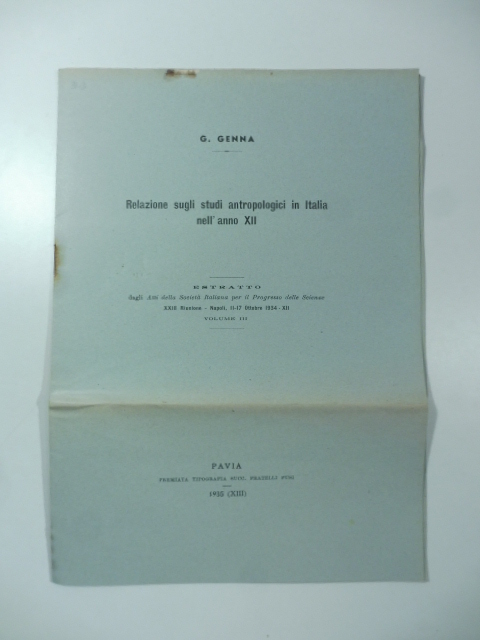 G. GENNA
Relazione sugli studi antropologici in Italia
nell' anno XII
ESTRATTO
dagli Atti della Società Italiana per il Progresso delle Scienze
XXIII Riunione - Napoli, 11-17 Ottobre 1934 - XII
VOLUME III
PAVIA
PREMIATA TIPOGRAFIA SUCC. FRATELLI FUSI
1935 (XIII)